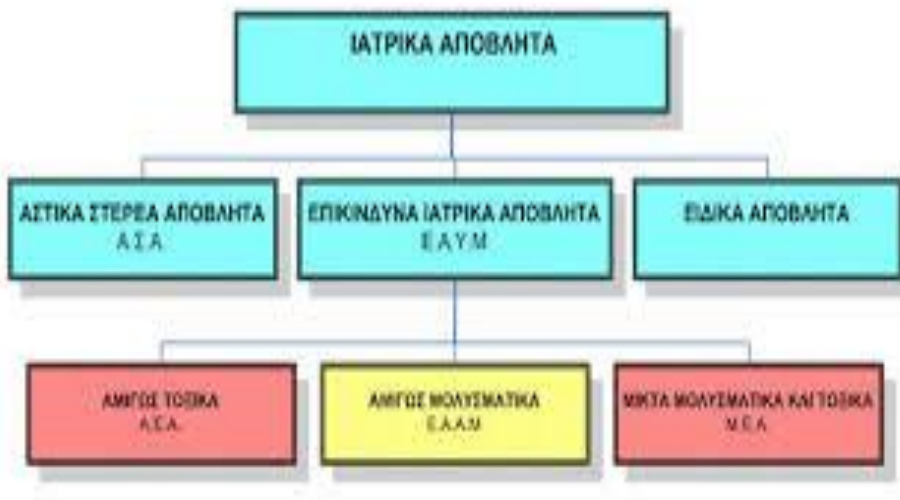 ΙΑΤΡΙΚΑ ΑΠΟΒΛΗΤΑ
ΑΣΤΙΚΑ ΣΤΕΡΕΑ ΑΠΟΒΛΗΤΑ
Α.Σ.Α
ΕΠΙΚΙΝΔΥΝΑ ΙΑΤΡΙΚΑ ΑΠΟΒΛΗΤΑ
Ε.Α.Υ.Μ
ΕΙΔΙΚΑ ΑΠΟΒΛΗΤΑ
ΑΜΙΓΩΣ ΤΟΞΙΚΑ
ΑΜΙΓΩΣ ΜΟΛΥΣΜΑΤΙΚΑ
Ε.Α.Α.Μ
ΜΙΚΤΑ ΜΟΛΥΣΜΑΤΙΚΑ ΚΑΙ ΤΟΞΙΚΑ
Μ.Ε.Α.